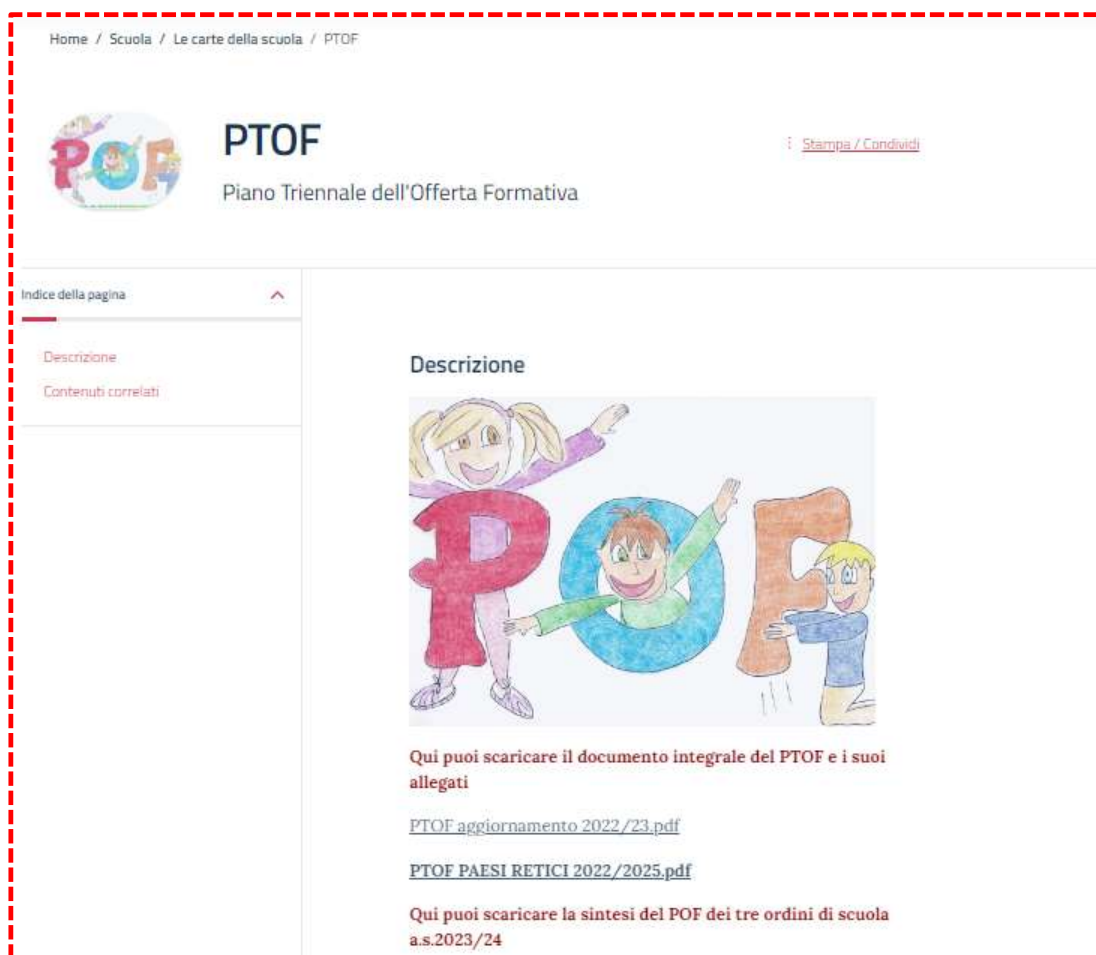 Home / Scuola / Le carte della scuola / PTOF
POF
PTOF
Stampa / Condividi
Piano Triennale dell'Offerta Formativa
Indice della pagina
Descrizione
Contenuti correlati
Descrizione
POF
Qui puoi scaricare il documento integrale del PTOF e i suoi
allegati
PTOF aggiornamento 2022/23.pdf
PTOF PAESI RETICI 2022/2025.pdf
Qui puoi scaricare la sintesi del POF dei tre ordini di scuola
a.s.2023/24